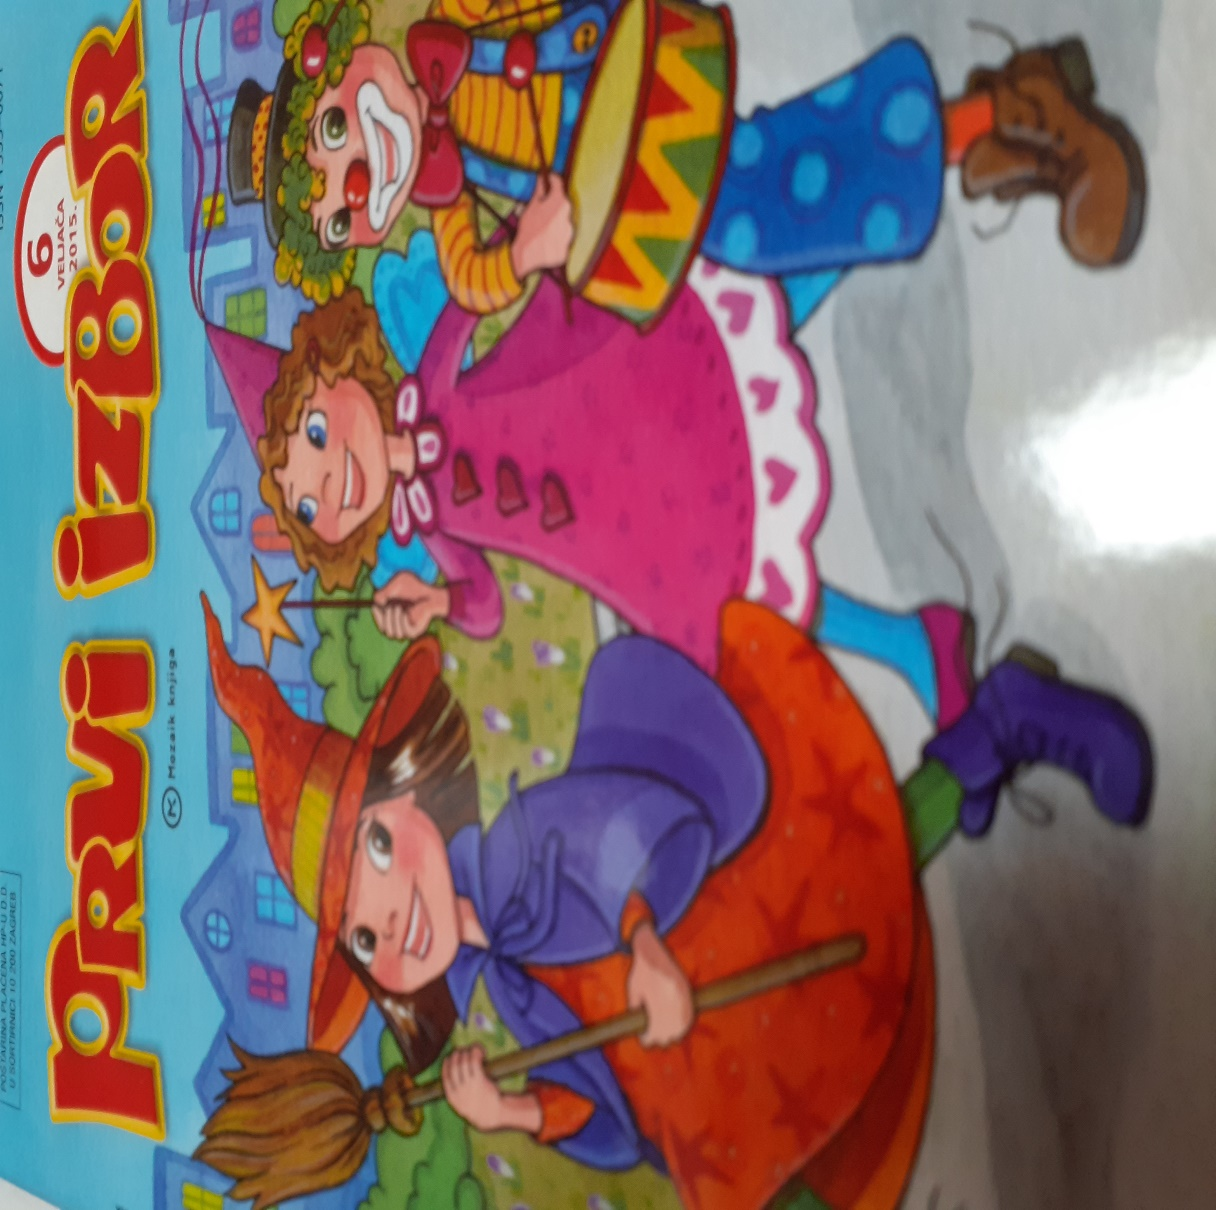 POŠTARINA PLAĆENA HP-U D.D.
U SORTIRNICI 10 200 ZAGREB
6
VELJAČA
2015.
PRVI IZBOR
Mozaik knjiga